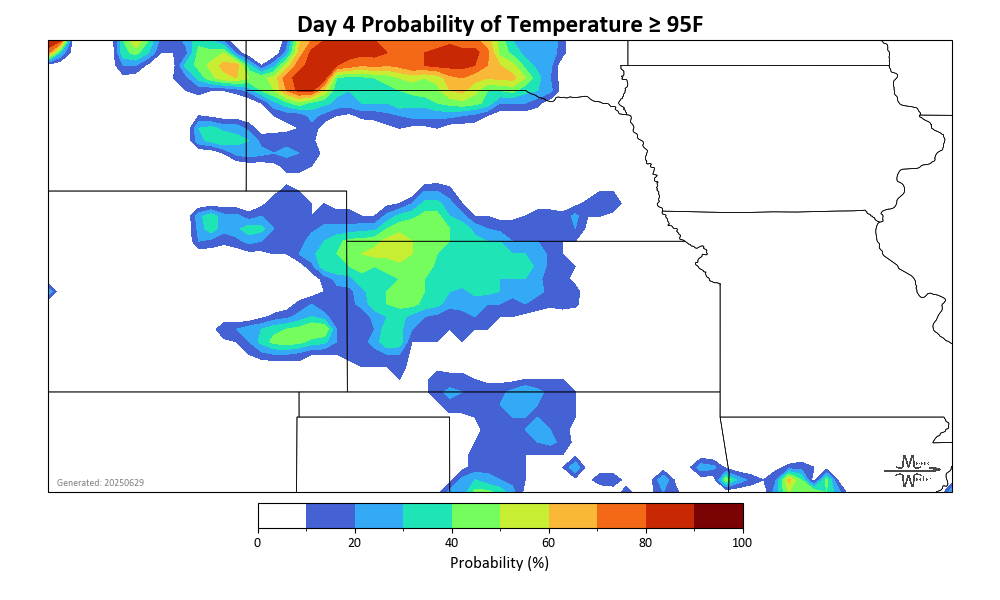 Day 4 Probability of Temperature ≥ 95F
Generated: 20250629
0 20 40 60 80 100
Probability (%)